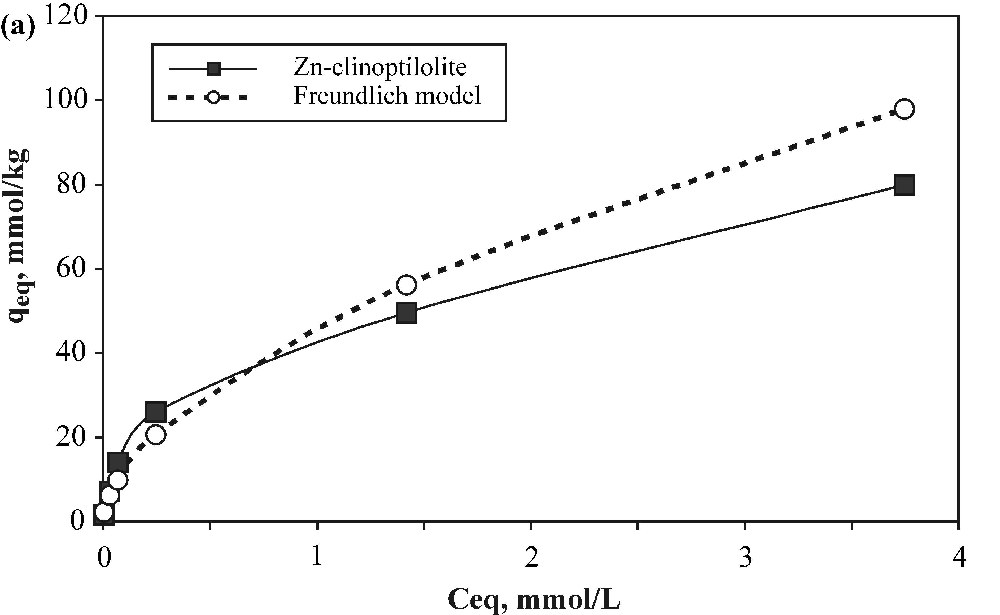 (a)
120
100
80
60
40
20
0
qeq, mmol/kg
Zn-clinoptilolite
Freundlich model
0 1 2 3 4
Ceq, mmol/L